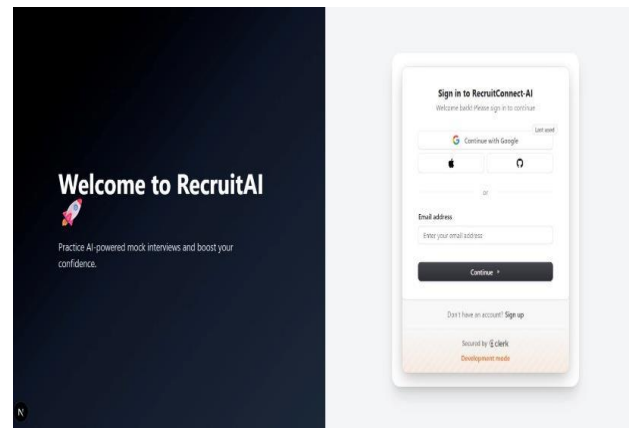 Welcome to RecruitAI
🚀
Practice AI-powered mock interviews and boost your
confidence.
N
Sign in to RecruitConnect-AI
Welcome back! Please sign in to continue
Last used
Continue with Google
or
Email address
Enter your email address
Continue
Don't have an account? Sign up
Secured by clerk
Development mode